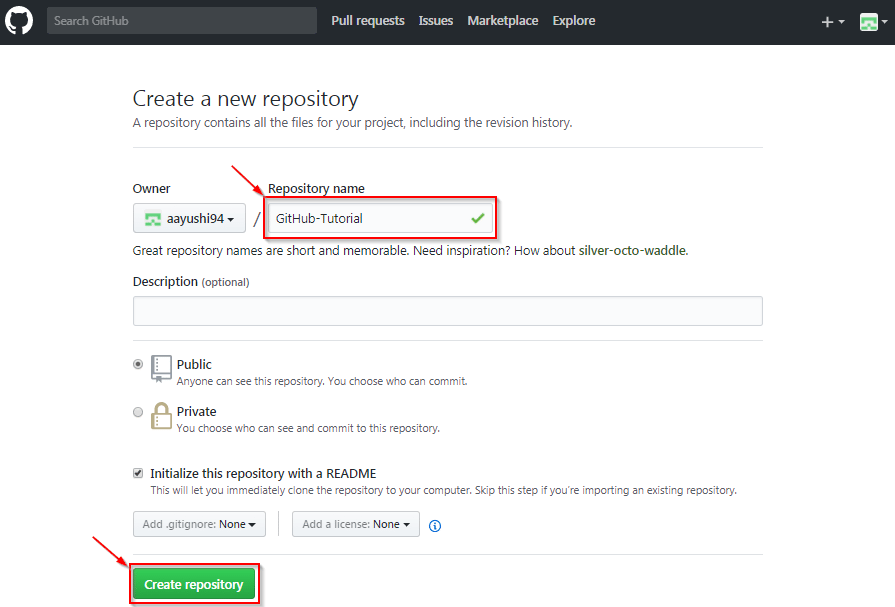 Search GitHub Pull requests Issues Marketplace Explore
Create a new repository
A repository contains all the files for your project, including the revision history.
Owner Repository name
aayushi94 / GitHub-Tutorial
Great repository names are short and memorable. Need inspiration? How about silver-octo-waddle.
Description (optional)
Public
Anyone can see this repository. You choose who can commit.
Private
You choose who can see and commit to this repository.
Initialize this repository with a README
This will let you immediately clone the repository to your computer. Skip this step if you're importing an existing repository.
Add .gitignore: None Add a license: None
Create repository